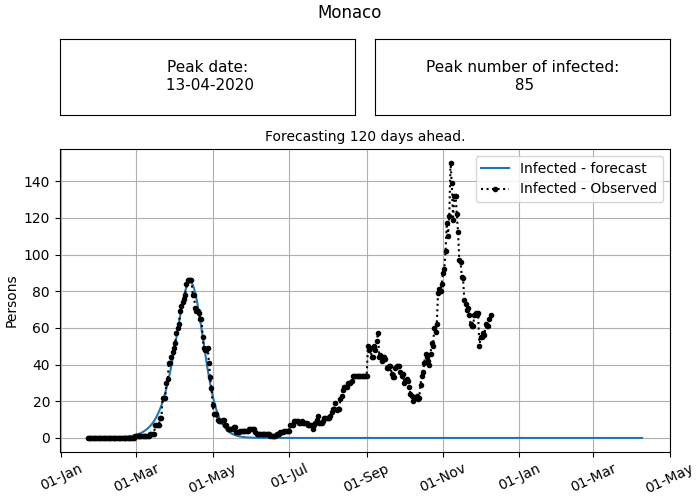 Monaco
Peak date:
13-04-2020
Peak number of infected:
85
Forecasting 120 days ahead.
Infected - forecast
Infected - Observed
Persons
140
120
100
80
60
40
20
0
01-Jan
01-Mar
01-May
01-Jul
01-Sep
01-Nov
01-Jan
01-Mar
01-May